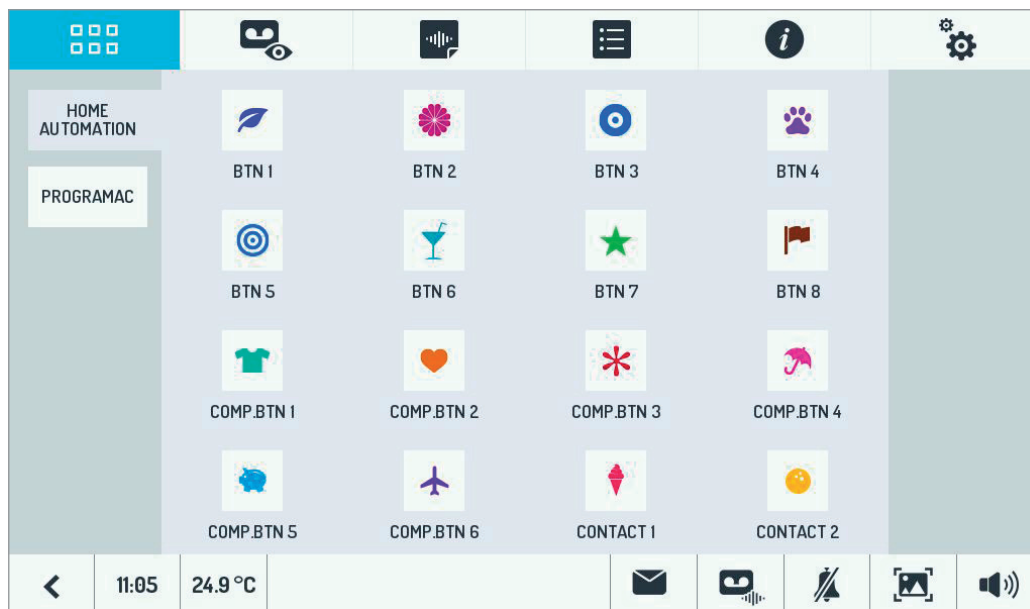 HOME
AUTOMATION
PROGRAMAC
BTN 1
BTN 2
BTN 3
BTN 4
BTN 5
BTN 6
BTN 7
BTN 8
COMP.BTN 1
COMP.BTN 2
COMP.BTN 3
COMP.BTN 4
COMP.BTN 5
COMP.BTN 6
CONTACT 1
CONTACT 2
11:05
24.9 °C